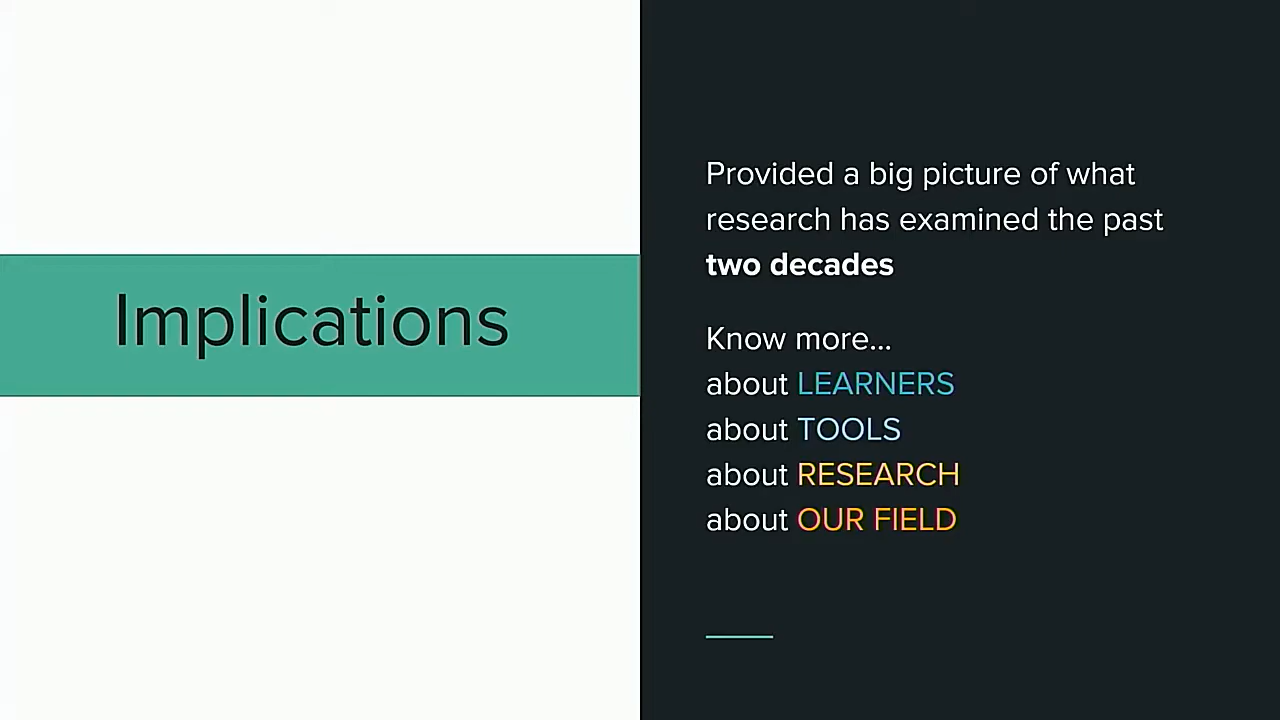 Implications
Provided a big picture of what
research has examined the past
two decades
Know more...
about LEARNERS
about TOOLS
about RESEARCH
about OUR FIELD